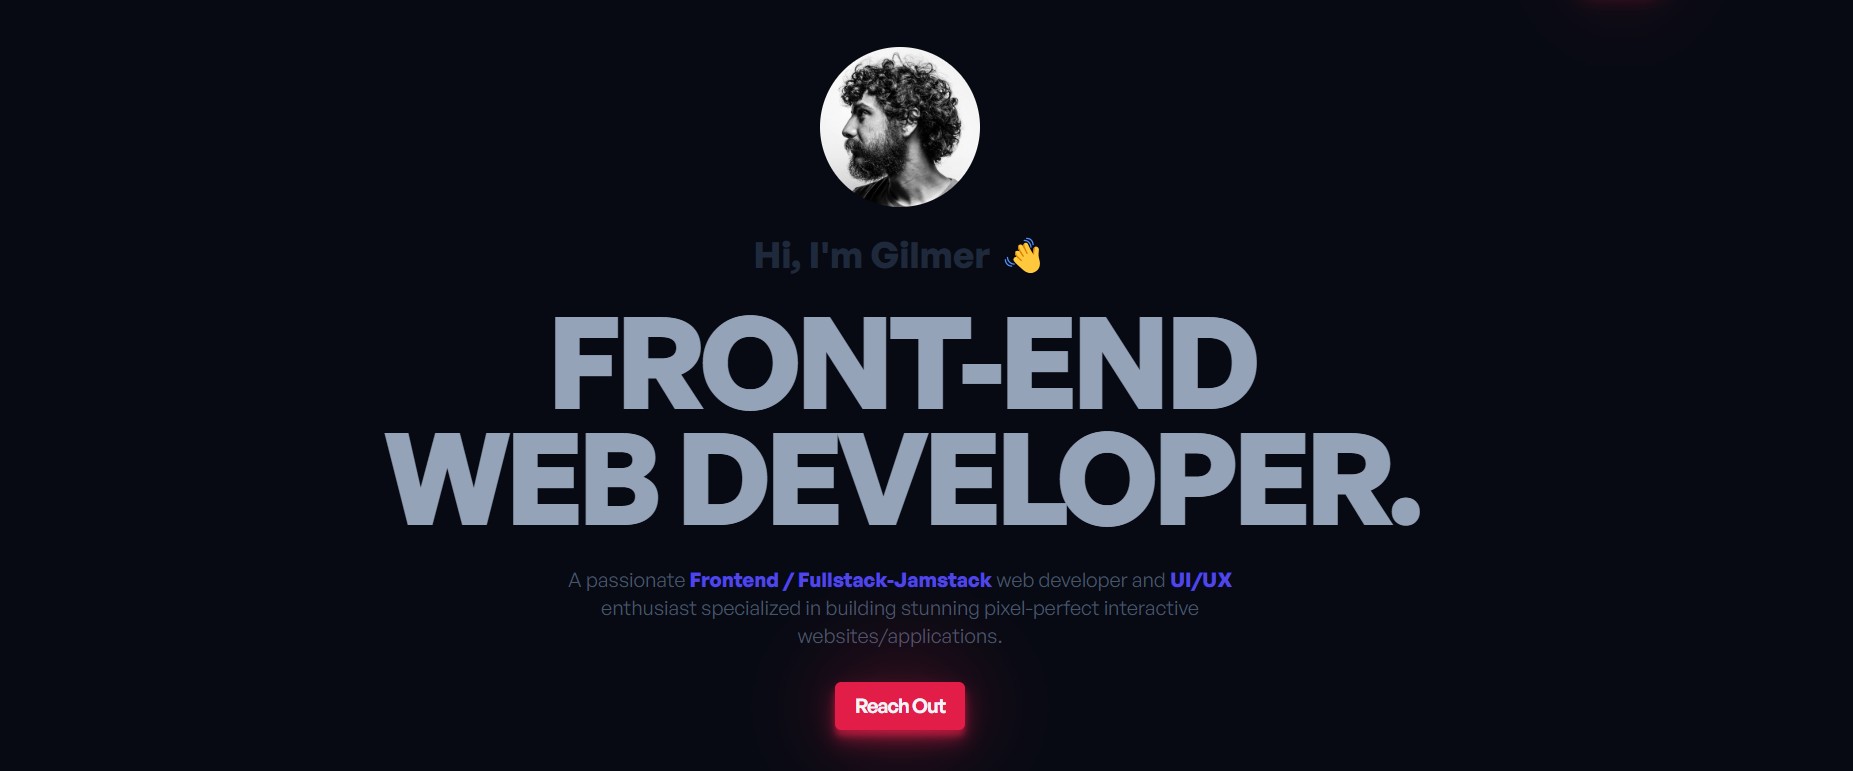 Hi, I'm Gilmer 👋
FRONT-END
WEB DEVELOPER.
A passionate Frontend / Fullstack-Jamstack web developer and UI/UX
enthusiast specialized in building stunning pixel-perfect interactive
websites/applications.
Reach Out